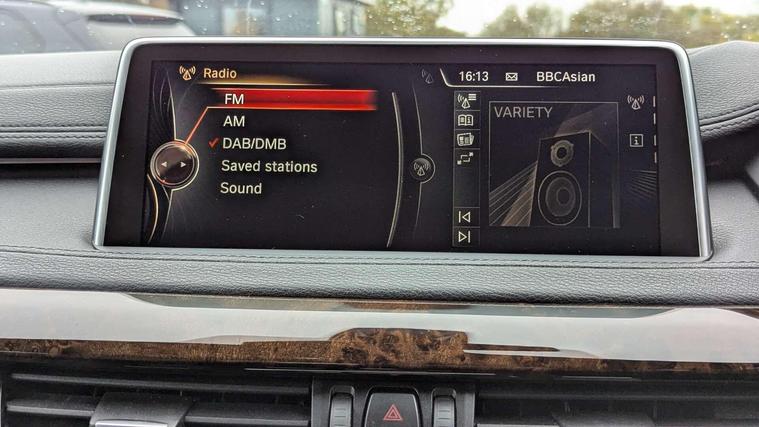 Radio
16:13 BBCAsian
FM
AM
DAB/DMB
Saved stations
Sound
VARIETY